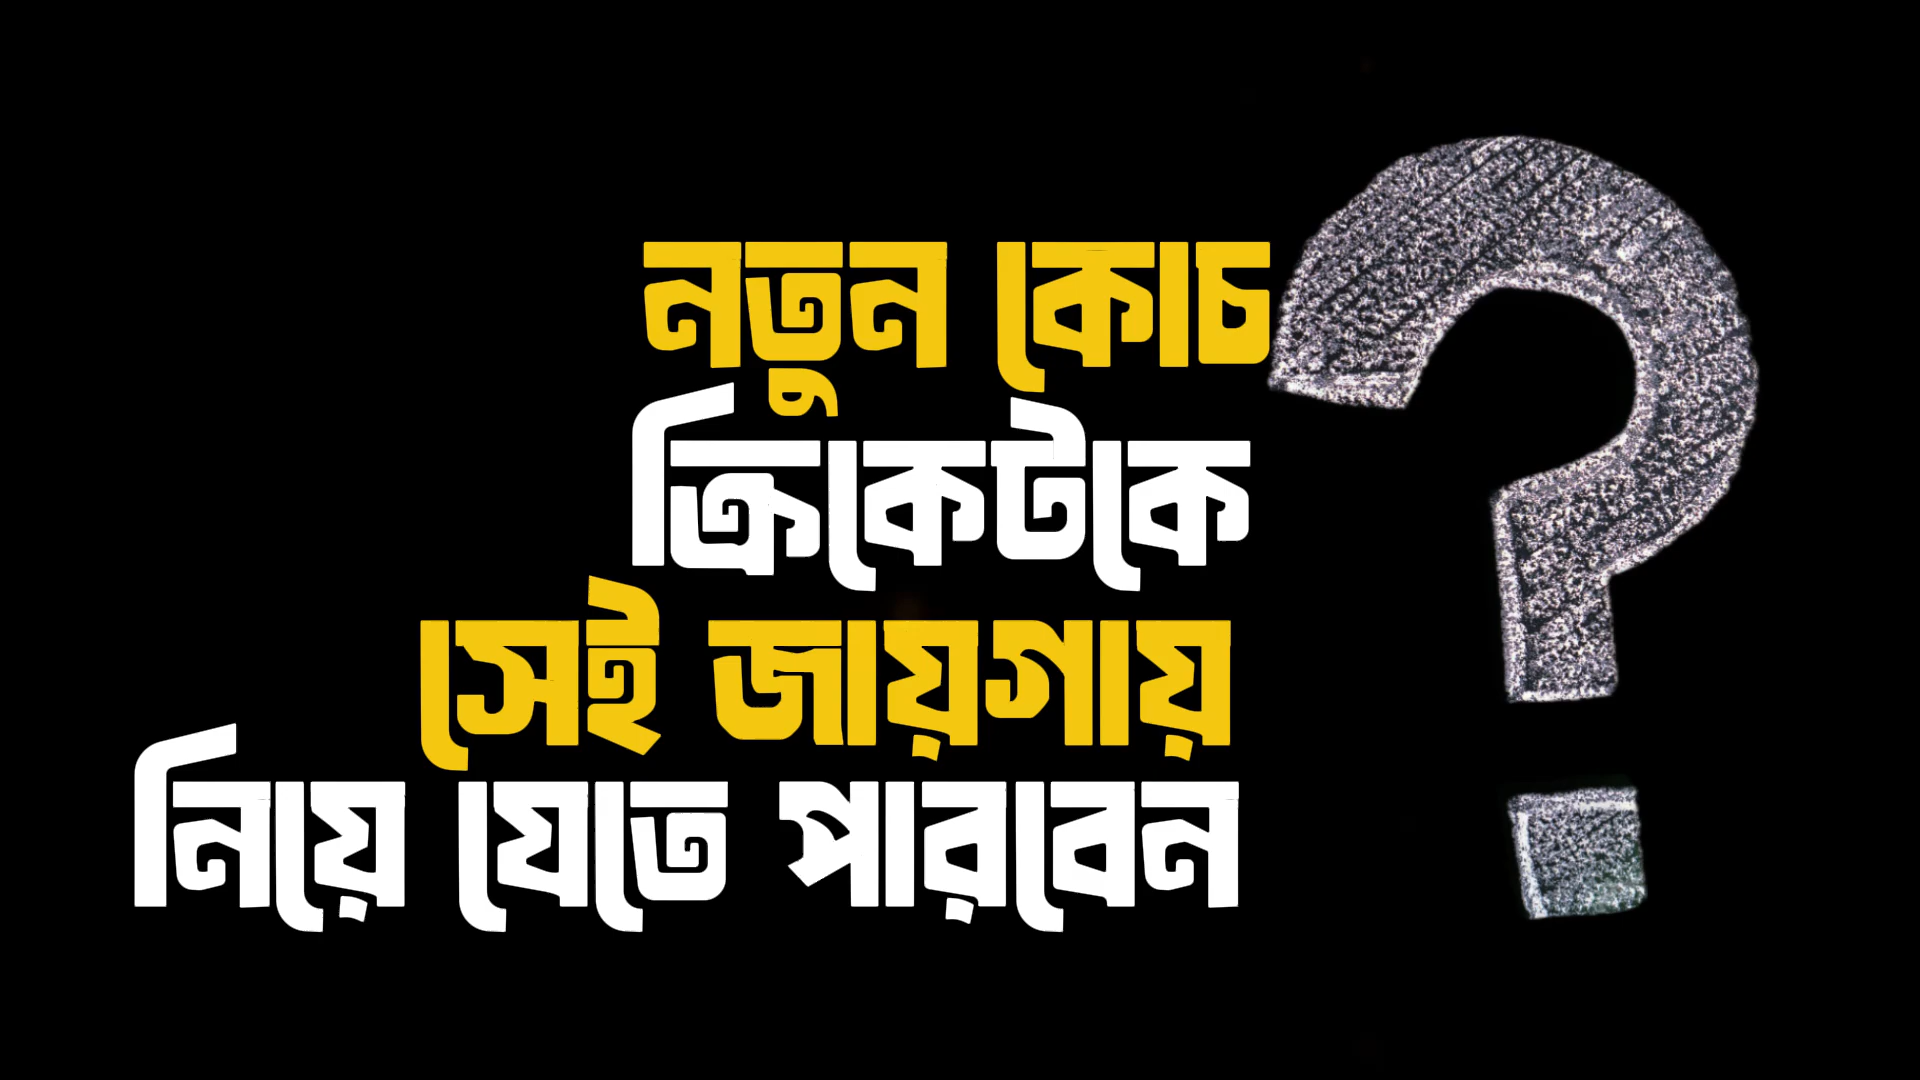 নতুন কোচ
ক্রিকেটকে
সেই জায়গায়
নিয়ে যেতে পারবেন ?